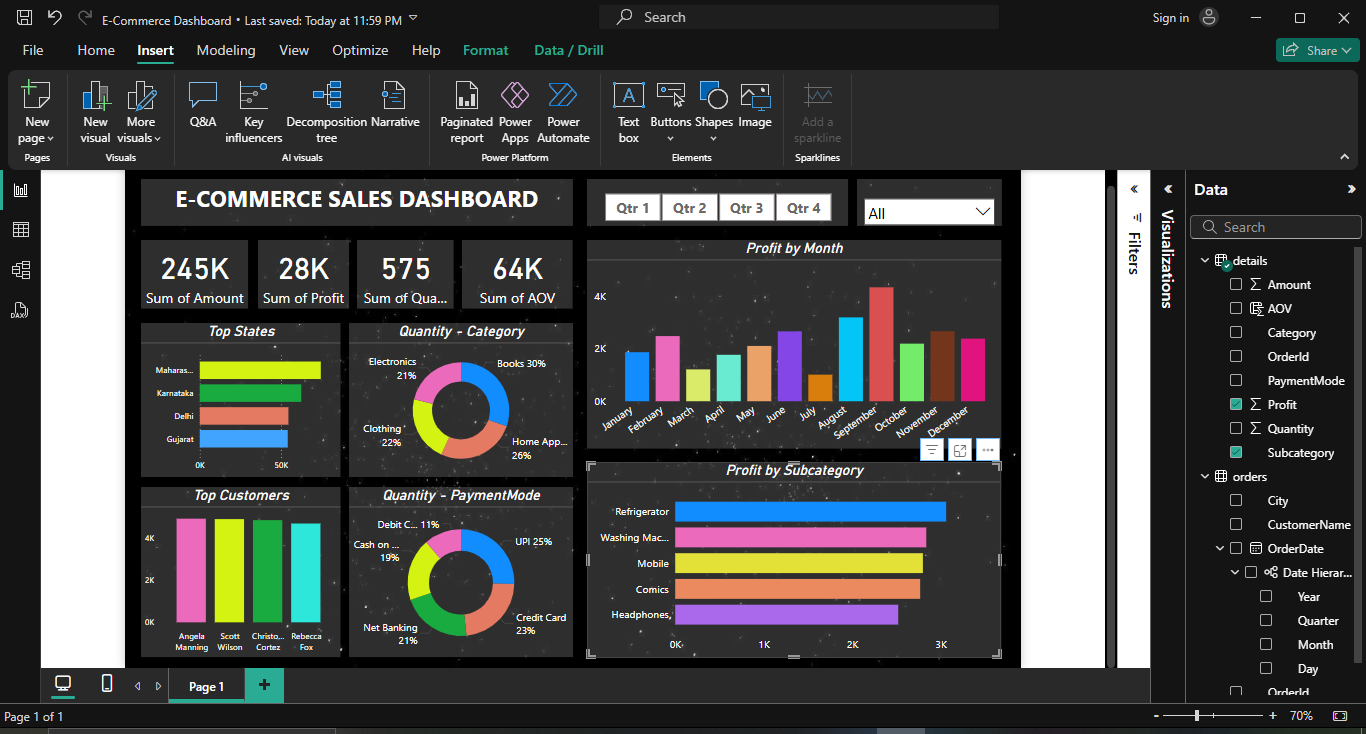 E-Commerce Dashboard • Last saved: Today at 11:59 PM
Search
Sign in
File Home Insert Modeling View Optimize Help Format Data / Drill
Share
New page
New visual
More visuals
Q&A
Key influencers
Decomposition tree
Narrative
Paginated report
Power Apps
Power Automate
Text box
Buttons
Shapes
Image
Add a sparkline
Pages
Visuals
AI visuals
Power Platform
Elements
Sparklines
E-COMMERCE SALES DASHBOARD
Qtr 1 Qtr 2 Qtr 3 Qtr 4
All
245K
Sum of Amount
28K
Sum of Profit
575
Sum of Qua...
64K
Sum of AOV
Profit by Month
4K
2K
0K
January February March April May June July August September October November December
Top States
Mahara​s...
Karnataka
Delhi
Gujarat
0K 50K
Quantity - Category
Electronics
21%
Books 30%
Clothing
22%
Home App...
26%
Top Customers
4K
2K
0K
Angela Manning
Scott Wilson
Christo... Cortez
Rebecca Fox
Quantity - PaymentMode
Debit C... 11%
Cash on ...
19%
UPI 25%
Net Banking
21%
Credit Card
23%
Profit by Subcategory
Refrigerator
Washing Mac...
Mobile
Comics
Headphones,
0K 1K 2K 3K
Filters
Visualizations
Data
Search
details
Amount
AOV
Category
OrderId
PaymentMode
Profit
Quantity
Subcategory
orders
City
CustomerName
OrderDate
Date Hierar...
Year
Quarter
Month
Day
OrderId
DAX
Page 1
Page 1 of 1
- + 70%